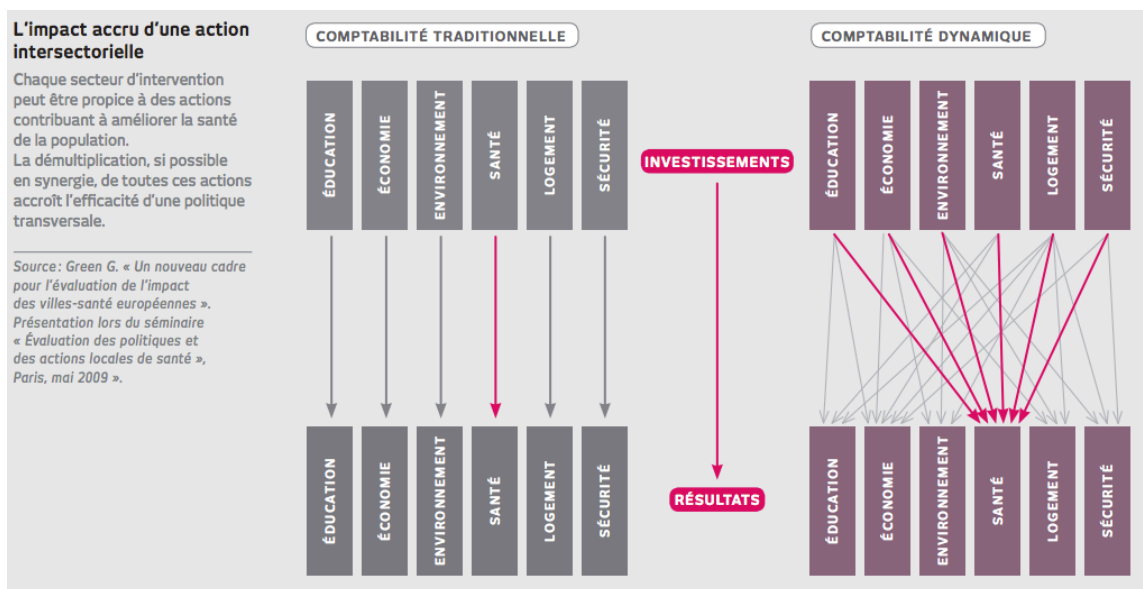 L'impact accru d'une action
intersectorielle
Chaque secteur d'intervention
peut être propice à des actions
contribuant à améliorer la santé
de la population.
La démultiplication, si possible
en synergie, de toutes ces actions
accroît l'efficacité d'une politique
transversale.
Source : Green G. « Un nouveau cadre
pour l'évaluation de l'impact
des villes-santé européennes ».
Présentation lors du séminaire
« Évaluation des politiques et
des actions locales de santé »,
Paris, mai 2009 ».
COMPTABILITÉ TRADITIONNELLE
ÉDUCATION
ÉCONOMIE
ENVIRONNEMENT
SANTÉ
LOGEMENT
SÉCURITÉ
ÉDUCATION
ÉCONOMIE
ENVIRONNEMENT
SANTÉ
LOGEMENT
SÉCURITÉ
INVESTISSEMENTS
RÉSULTATS
COMPTABILITÉ DYNAMIQUE
ÉDUCATION
ÉCONOMIE
ENVIRONNEMENT
SANTÉ
LOGEMENT
SÉCURITÉ
ÉDUCATION
ÉCONOMIE
ENVIRONNEMENT
SANTÉ
LOGEMENT
SÉCURITÉ